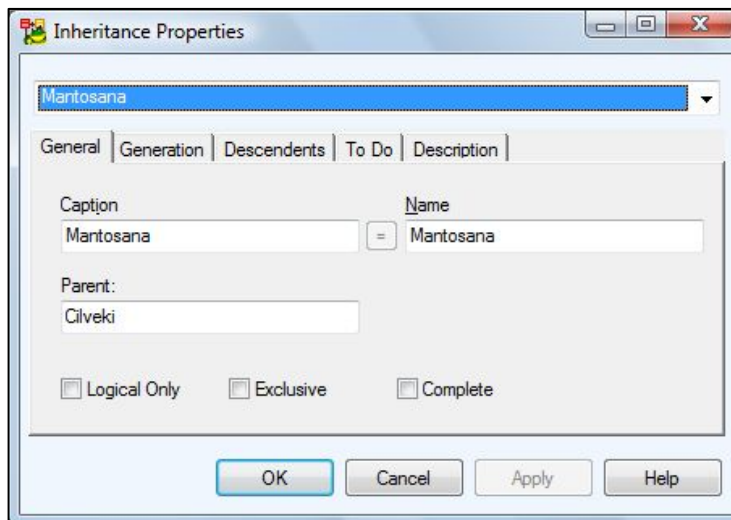 Inheritance Properties
Mantosana
General Generation Descendents To Do Description
Caption Name
Mantosana = Mantosana
Parent:
Cilveki
Logical Only Exclusive Complete
OK Cancel Apply Help